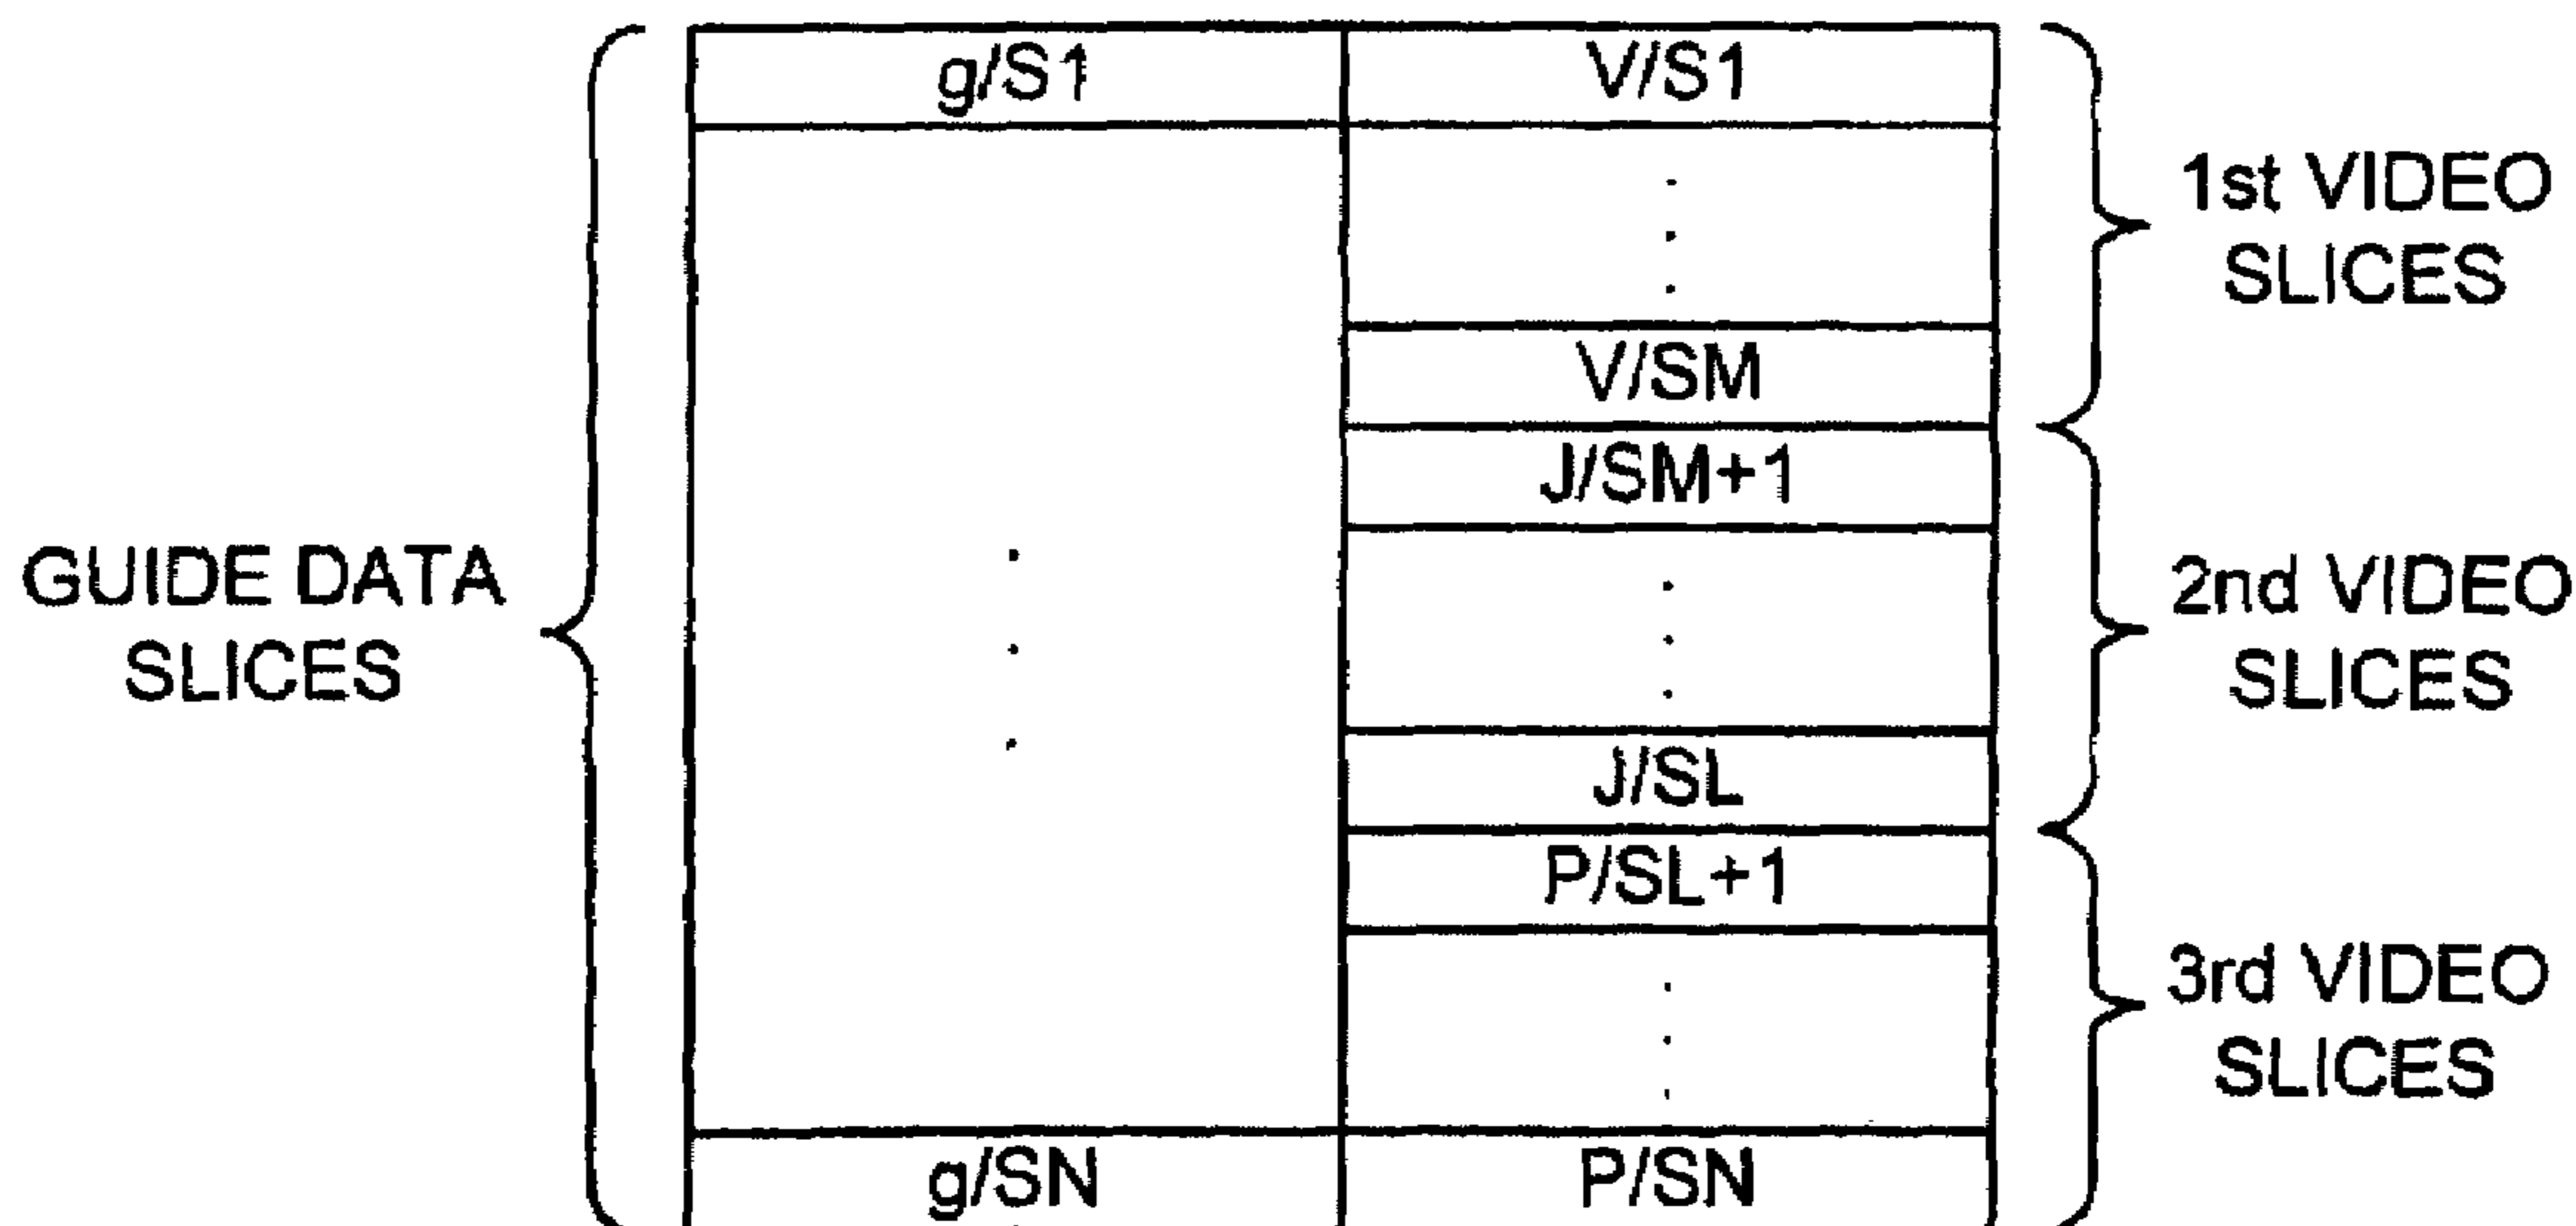 g/S1 V/S1
1st VIDEO
SLICES
V/SM
J/SM+1
GUIDE DATA
SLICES
2nd VIDEO
SLICES
J/SL
P/SL+1
3rd VIDEO
SLICES
g/SN P/SN